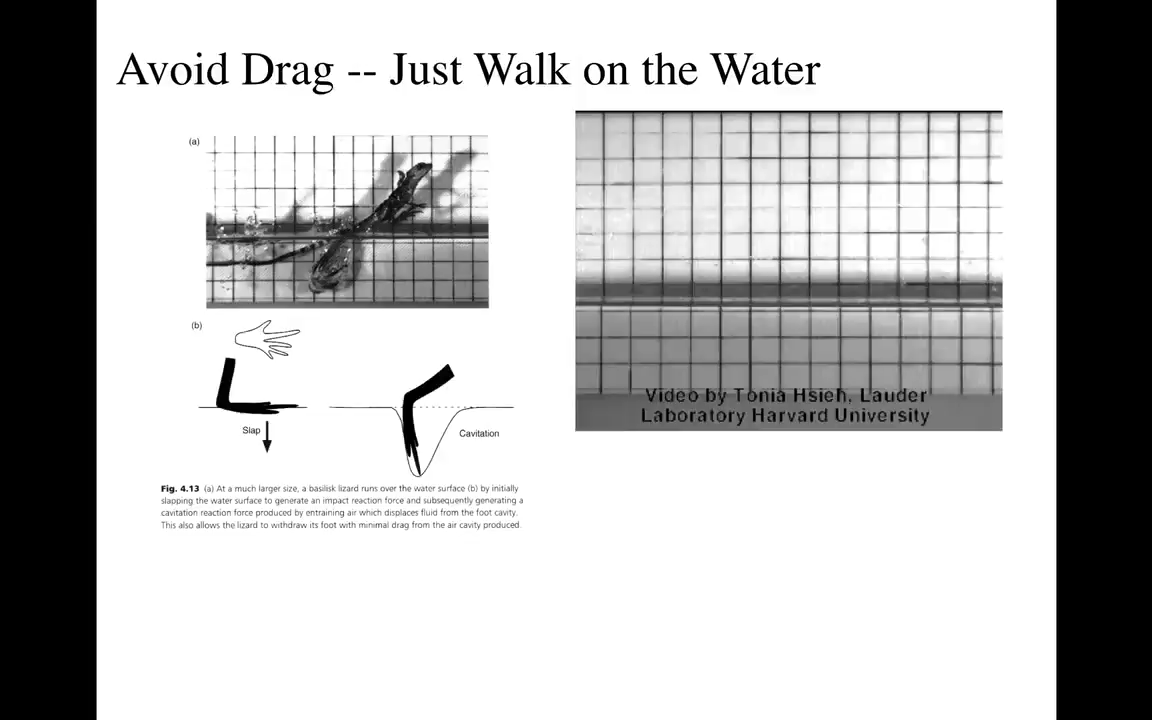 Avoid Drag -- Just Walk on the Water
(a)
(b)
Slap
Cavitation
Fig. 4.13 (a) At a much larger size, a basilisk lizard runs over the water surface (b) by initially
slapping the water surface to generate an impact reaction force and subsequently generating a
cavitation reaction force produced by entraining air which displaces fluid from the foot cavity.
This also allows the lizard to withdraw its foot with minimal drag from the air cavity produced.
Video by Tonia Hsieh, Lauder
Laboratory Harvard University